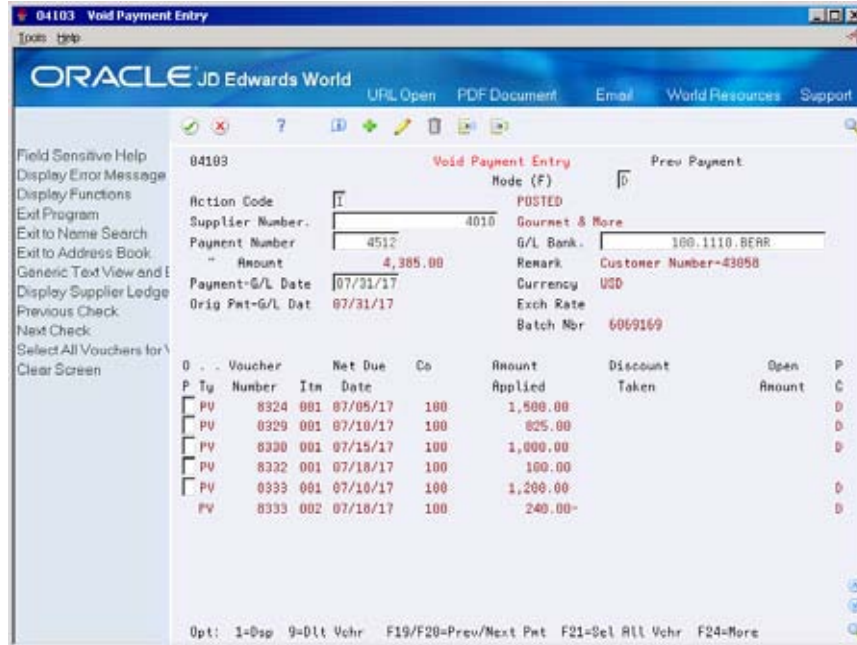 04103 Void Payment Entry
Tools Help
ORACLE JD Edwards World
URL Open PDF Document Email World Resources Support
Field Sensitive Help
Display Error Message
Display Functions
Exit Program
Exit to Name Search
Exit to Address Book
Generic Text View and E
Display Supplier Ledge
Previous Check
Next Check
Select All Vouchers for V
Clear Screen
04103 Void Payment Entry Prev Payment
Mode (F) D
Action Code I POSTED
Supplier Number. 4010 Gourmet & More
Payment Number 4512 G/L Bank. 100.1110.BEAR
" Amount 4,385.00 Remark Customer Number-43058
Payment-G/L Date 07/31/17 Currency USD
Orig Pmt-G/L Dat 07/31/17 Exch Rate
Batch Nbr 6069169
O . . Voucher Net Due Co Amount Discount Open P
P Ty Number Itm Date Applied Taken Amount C
PV 8324 001 07/05/17 100 1,500.00 D
PV 8329 001 07/10/17 100 825.00 D
PV 8330 001 07/15/17 100 1,000.00 D
PV 8332 001 07/18/17 100 100.00
PV 8333 001 07/18/17 100 1,200.00 D
PV 8333 002 07/18/17 100 240.00- D
Opt: 1=Dsp 9=Dlt Vchr F19/F20=Prev/Next Pmt F21=Sel All Vchr F24=More